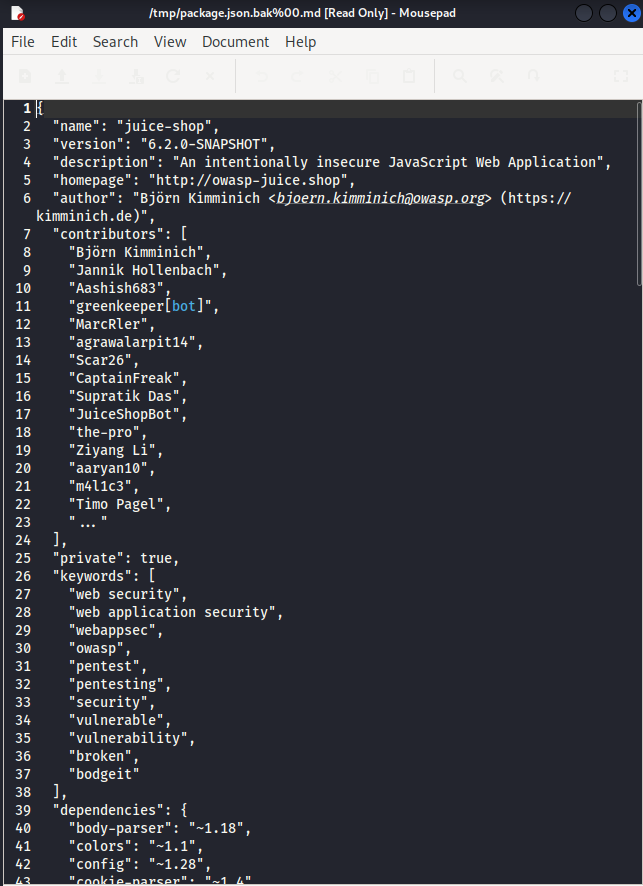 /tmp/package.json.bak%00.md [Read Only] - Mousepad
File Edit Search View Document Help
1 {
2 "name": "juice-shop",
3 "version": "6.2.0-SNAPSHOT",
4 "description": "An intentionally insecure JavaScript Web Application",
5 "homepage": "http://owasp-juice.shop",
6 "author": "Björn Kimminich <bjoern.kimminich@owasp.org> (https://
kimminich.de)",
7 "contributors": [
8 "Björn Kimminich",
9 "Jannik Hollenbach",
10 "Aashish683",
11 "greenkeeper[bot]",
12 "MarcRler",
13 "agrawalarpit14",
14 "Scar26",
15 "CaptainFreak",
16 "Supratik Das",
17 "JuiceShopBot",
18 "the-pro",
19 "Ziyang Li",
20 "aaryan10",
21 "m4l1c3",
22 "Timo Pagel",
23 "..."
24 ],
25 "private": true,
26 "keywords": [
27 "web security",
28 "web application security",
29 "webappsec",
30 "owasp",
31 "pentest",
32 "pentesting",
33 "security",
34 "vulnerable",
35 "vulnerability",
36 "broken",
37 "bodgeit"
38 ],
39 "dependencies": {
40 "body-parser": "~1.18",
41 "colors": "~1.1",
42 "config": "~1.28",
43 "cookie-parser": "~1.4"